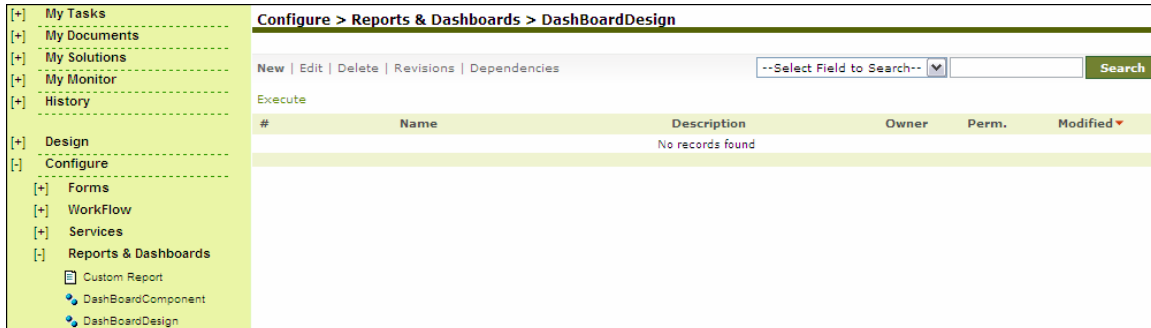 [+] My Tasks
[+] My Documents
[+] My Solutions
[+] My Monitor
[+] History
[+] Design
[-] Configure
[+] Forms
[+] WorkFlow
[+] Services
[-] Reports & Dashboards
Custom Report
DashBoardComponent
DashBoardDesign
Configure > Reports & Dashboards > DashBoardDesign
New | Edit | Delete | Revisions | Dependencies --Select Field to Search-- Search
Execute
# Name Description Owner Perm. Modified
No records found